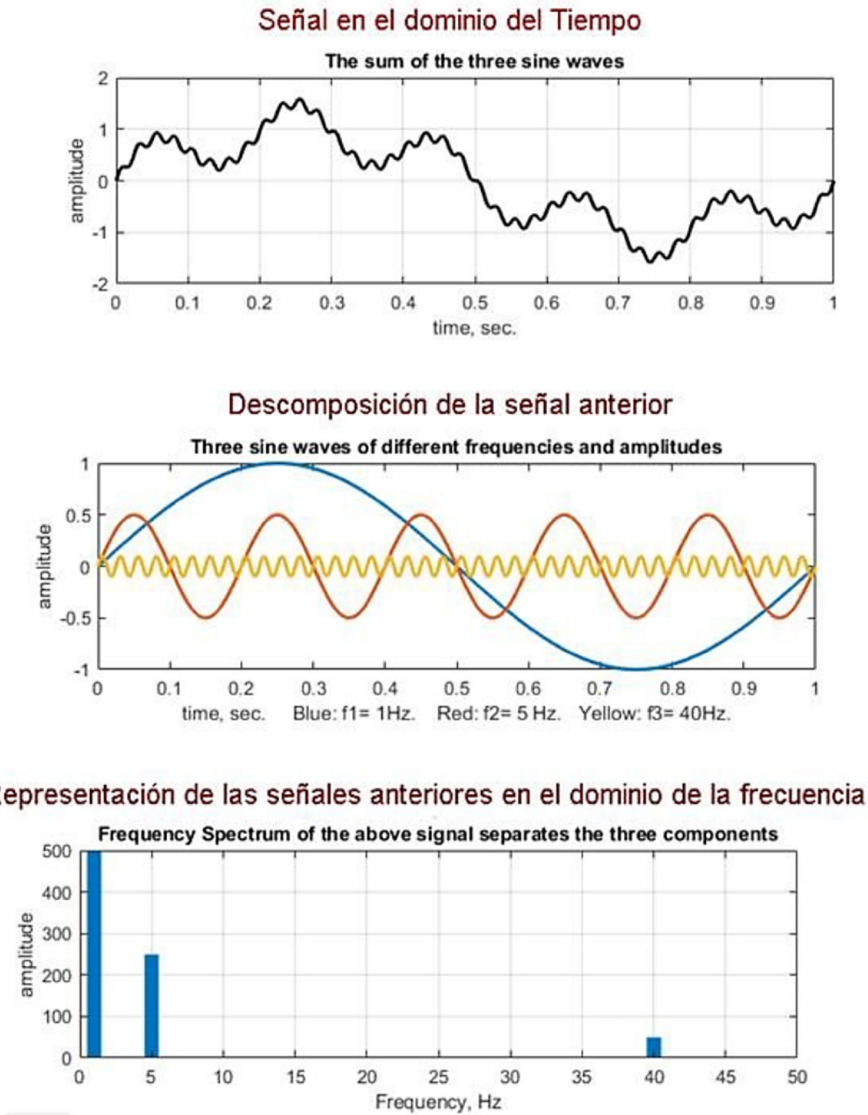 Señal en el dominio del Tiempo
The sum of the three sine waves
2
1
0
-1
-2
amplitude
0 0.1 0.2 0.3 0.4 0.5 0.6 0.7 0.8 0.9 1
time, sec.
Descomposición de la señal anterior
Three sine waves of different frequencies and amplitudes
1
0.5
0
-0.5
-1
amplitude
0 0.1 0.2 0.3 0.4 0.5 0.6 0.7 0.8 0.9 1
time, sec. Blue: f1= 1Hz. Red: f2= 5 Hz. Yellow: f3= 40Hz.
epresentación de las señales anteriores en el dominio de la frecuencia
Frequency Spectrum of the above signal separates the three components
500
400
300
200
100
0
amplitude
0 5 10 15 20 25 30 35 40 45 50
Frequency, Hz